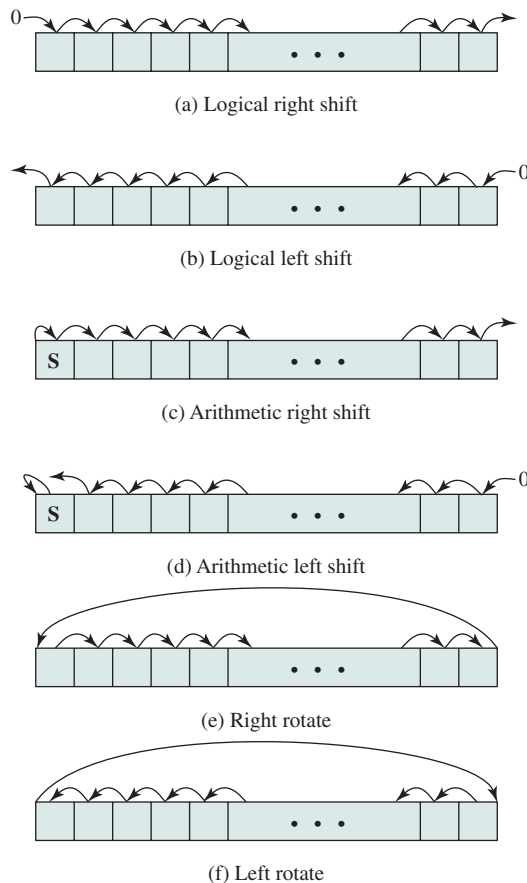 0
• • •
(a) Logical right shift
0
• • •
(b) Logical left shift
S
• • •
(c) Arithmetic right shift
0
S
• • •
(d) Arithmetic left shift
• • •
(e) Right rotate
• • •
(f) Left rotate